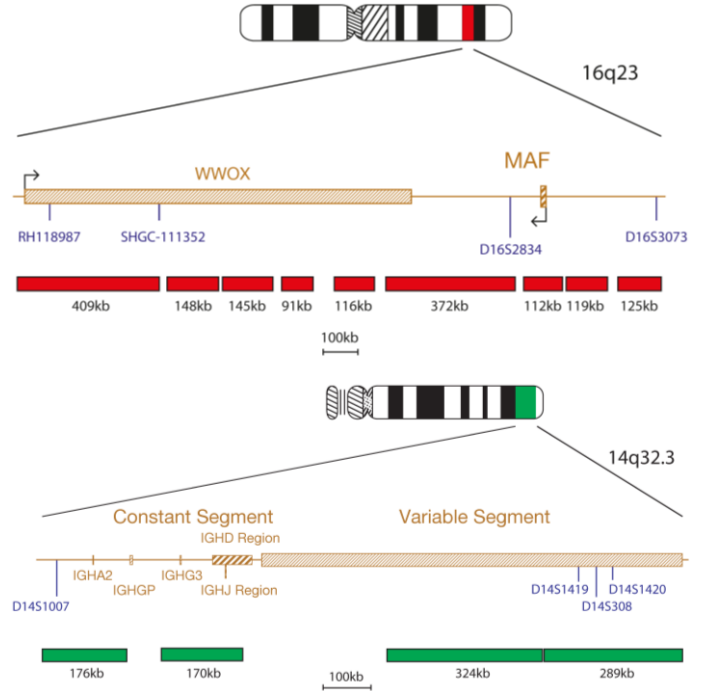 16q23
MAF
WWOX
RH118987
SHGC-111352
D16S2834
D16S3073
409kb
148kb
145kb
91kb
116kb
372kb
112kb
119kb
125kb
100kb
14q32.3
Constant Segment
Variable Segment
IGHD Region
IGHA2
IGHGP
IGHG3
IGHJ Region
D14S1007
D14S1419
D14S308
D14S1420
176kb
170kb
100kb
324kb
289kb